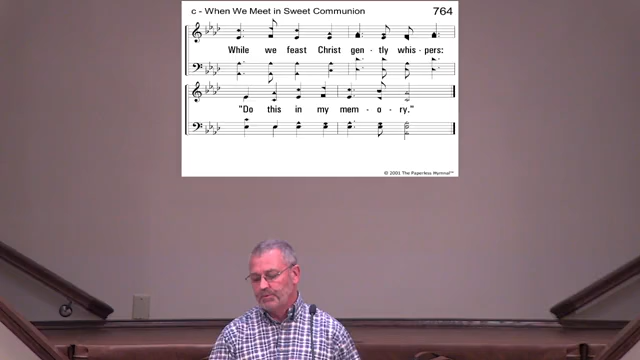 c - When We Meet in Sweet Communion 764
While we feast Christ gen - tly whis - pers:
"Do this in my mem - o - ry."
© 2001 The Paperless Hymnal™